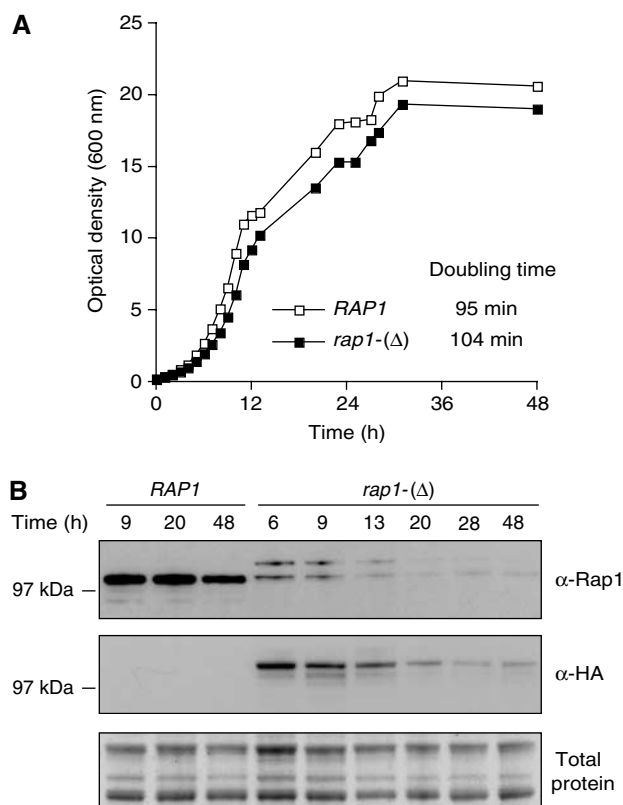 A
25
20
15
10
5
0
Optical density (600 nm)
Doubling time
RAP1 95 min
rap1-(Δ) 104 min
0 12 24 36 48
Time (h)
B
RAP1 rap1-(Δ)
Time (h) 9 20 48 6 9 13 20 28 48
97 kDa
α-Rap1
97 kDa
α-HA
Total
protein